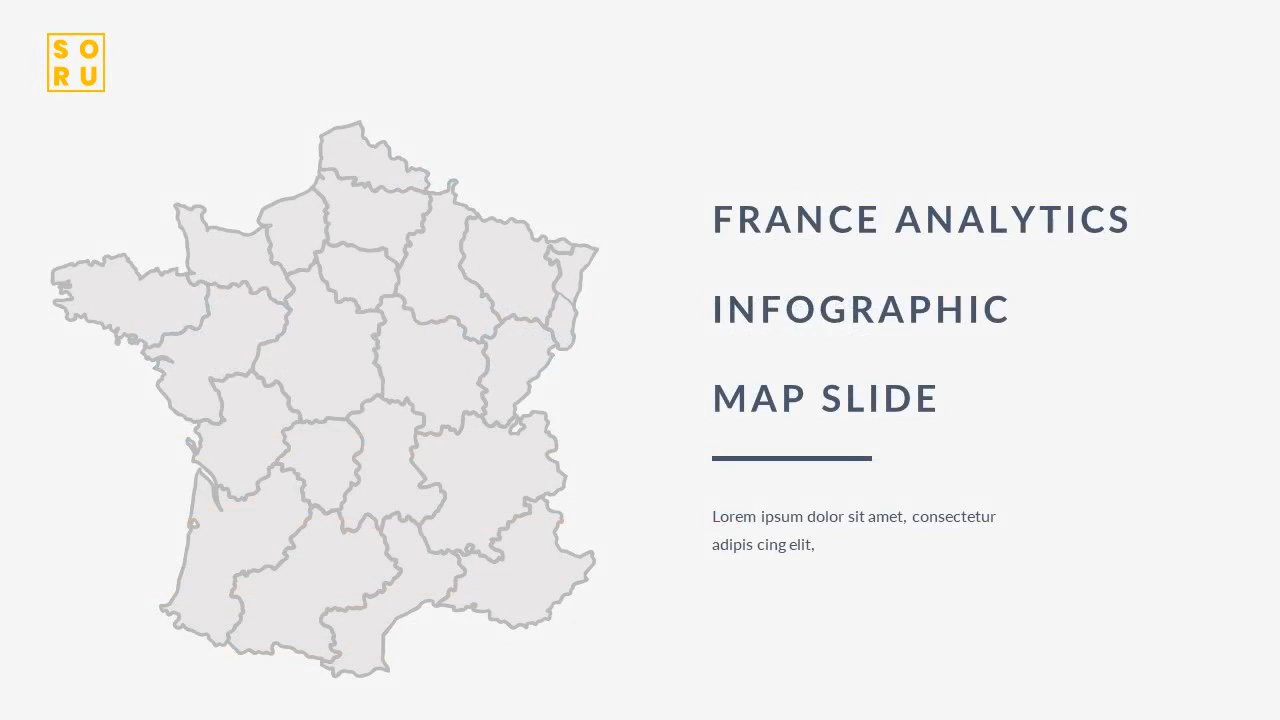 S O
R U
FRANCE ANALYTICS
INFOGRAPHIC
MAP SLIDE
Lorem ipsum dolor sit amet, consectetur
adipis cing elit,